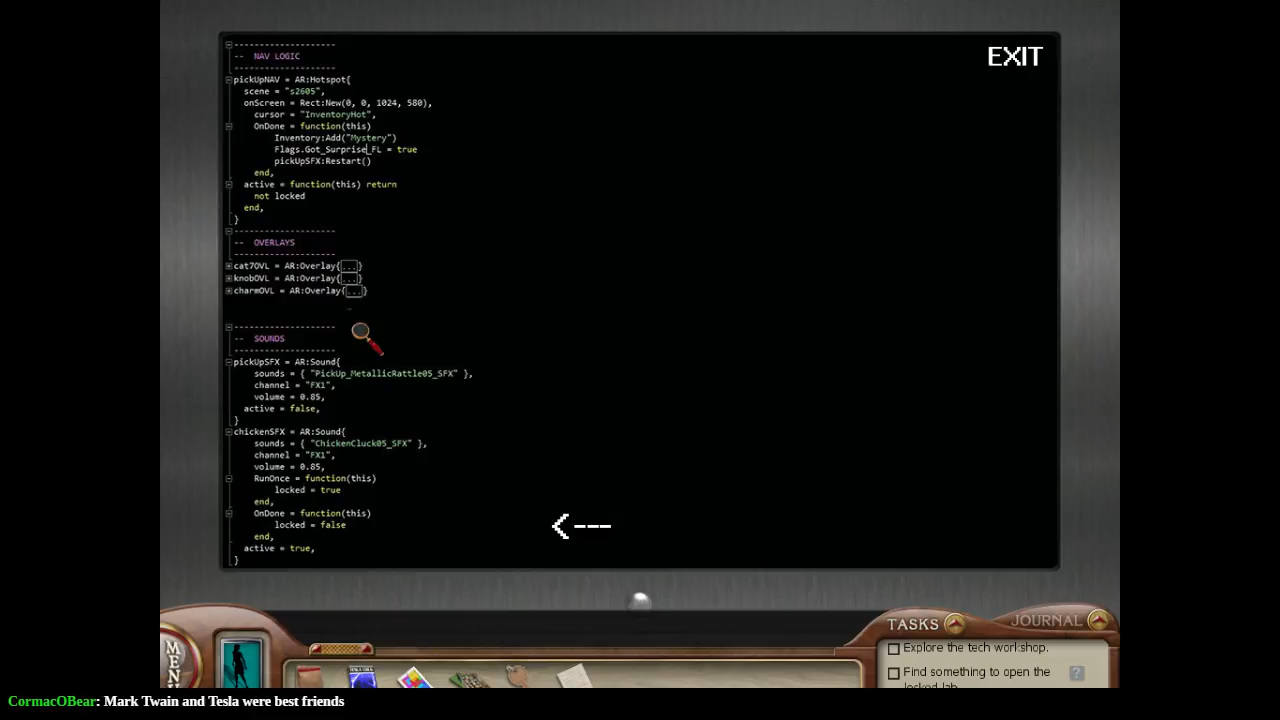 --------------------
-- NAV LOGIC
--------------------
pickUpNAV = AR:Hotspot{
scene = "s2605",
onScreen = Rect:New(0, 0, 1024, 580),
cursor = "InventoryHot",
OnDone = function(this)
Inventory:Add("Mystery")
Flags.Got_Surprise_FL = true
pickUpSFX:Restart()
end,
active = function(this) return
not locked
end,
}
--------------------
-- OVERLAYS
--------------------
cat7OVL = AR:Overlay{...}
knobOVL = AR:Overlay{...}
charmOVL = AR:Overlay{...}
--------------------
-- SOUNDS
--------------------
pickUpSFX = AR:Sound{
sounds = { "PickUp_MetallicRattle05_SFX" },
channel = "FX1",
volume = 0.85,
active = false,
}
chickenSFX = AR:Sound{
sounds = { "ChickenCluck05_SFX" },
channel = "FX1",
volume = 0.85,
RunOnce = function(this)
locked = true
end,
OnDone = function(this)
locked = false
end,
active = true,
}
EXIT
<---
MENU
TASKS
JOURNAL
Explore the tech workshop.
Find something to open the
locked lab.
?
CormacOBear: Mark Twain and Tesla were best friends